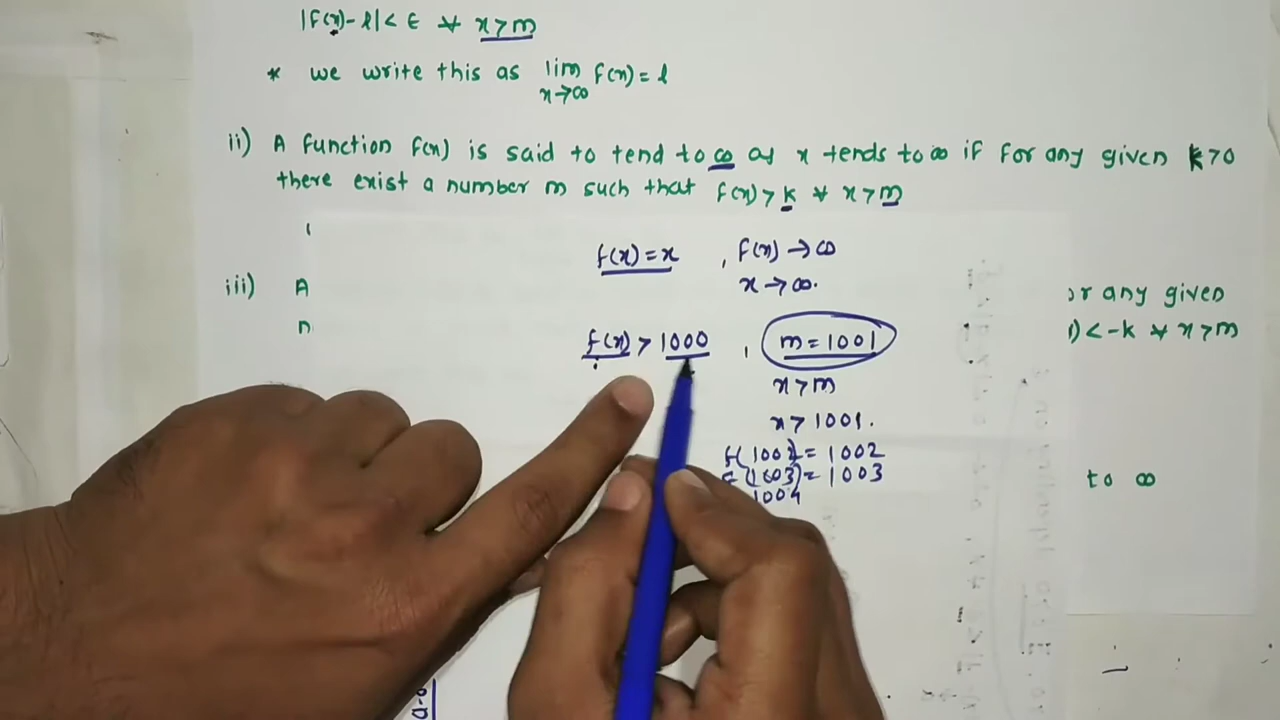 |f(x)-l| < ε ∀ x>m
* we write this as lim f(x) = l
x→∞
ii) A function f(x) is said to tend to ∞ as x tends to ∞ if for any given k>0
there exist a number m such that f(x) > k ∀ x > m
f(x) = x , f(x) → ∞
x → ∞.
iii) A or any given
n ) < -k ∀ x > m
f(x) > 1000 , m = 1001
x > m
x > 1001.
f(1002) = 1002
f(1003) = 1003
1004
to ∞